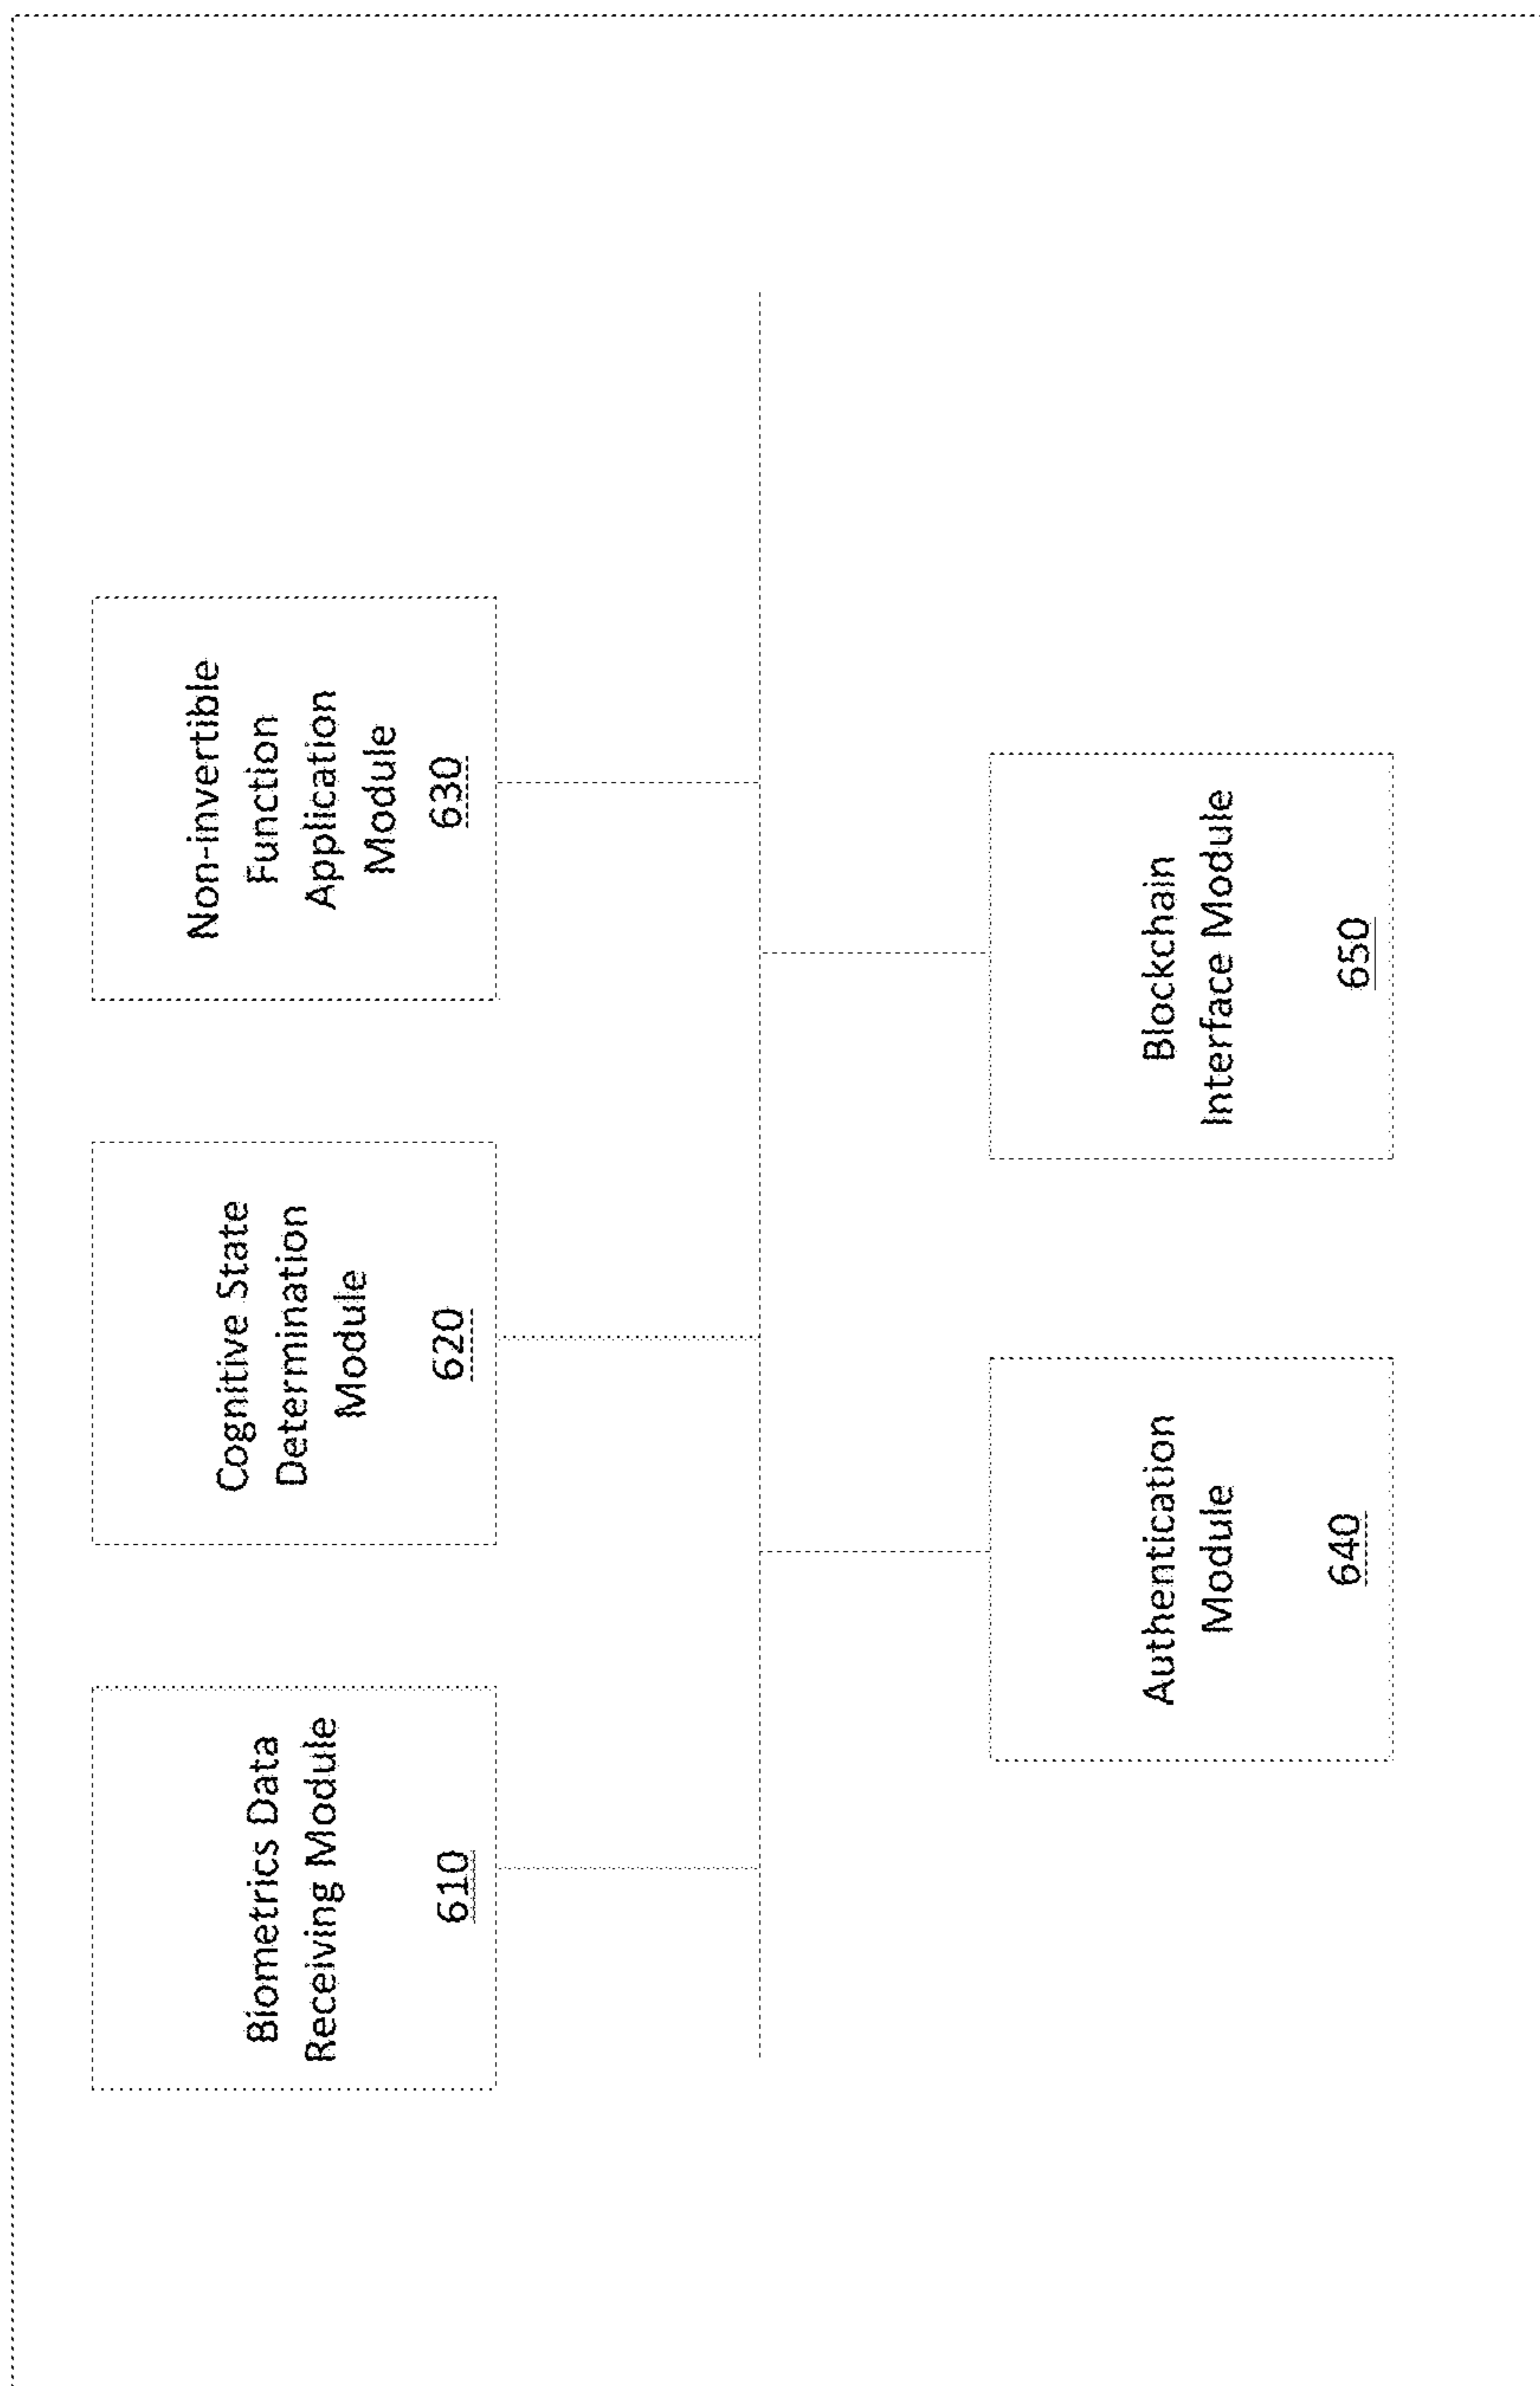 Biometrics Data
Receiving Module
610
Cognitive State
Determination
Module
620
Non-invertible
Function
Application
Module
630
Authentication
Module
640
Blockchain
Interface Module
650